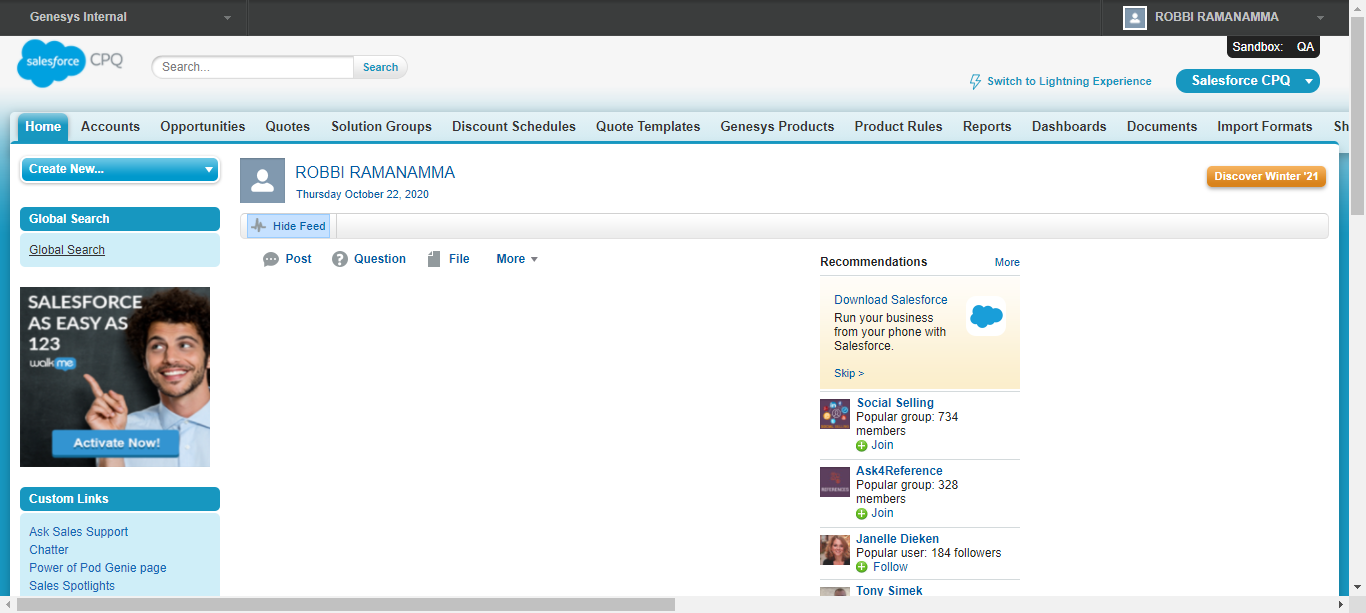 Genesys Internal
ROBBI RAMANAMMA
Sandbox: QA
salesforce CPQ
Search...
Search
Switch to Lightning Experience
Salesforce CPQ
Home Accounts Opportunities Quotes Solution Groups Discount Schedules Quote Templates Genesys Products Product Rules Reports Dashboards Documents Import Formats Sh
Create New...
Global Search
Global Search
SALESFORCE
AS EASY AS
123
walkme
Activate Now!
Custom Links
Ask Sales Support
Chatter
Power of Pod Genie page
Sales Spotlights
ROBBI RAMANAMMA
Thursday October 22, 2020
Discover Winter '21
Hide Feed
Post Question File More
Recommendations More
Download Salesforce
Run your business
from your phone with
Salesforce.
Skip >
Social Selling
Popular group: 734
members
Join
Ask4Reference
Popular group: 328
members
Join
Janelle Dieken
Popular user: 184 followers
Follow
Tony Simek